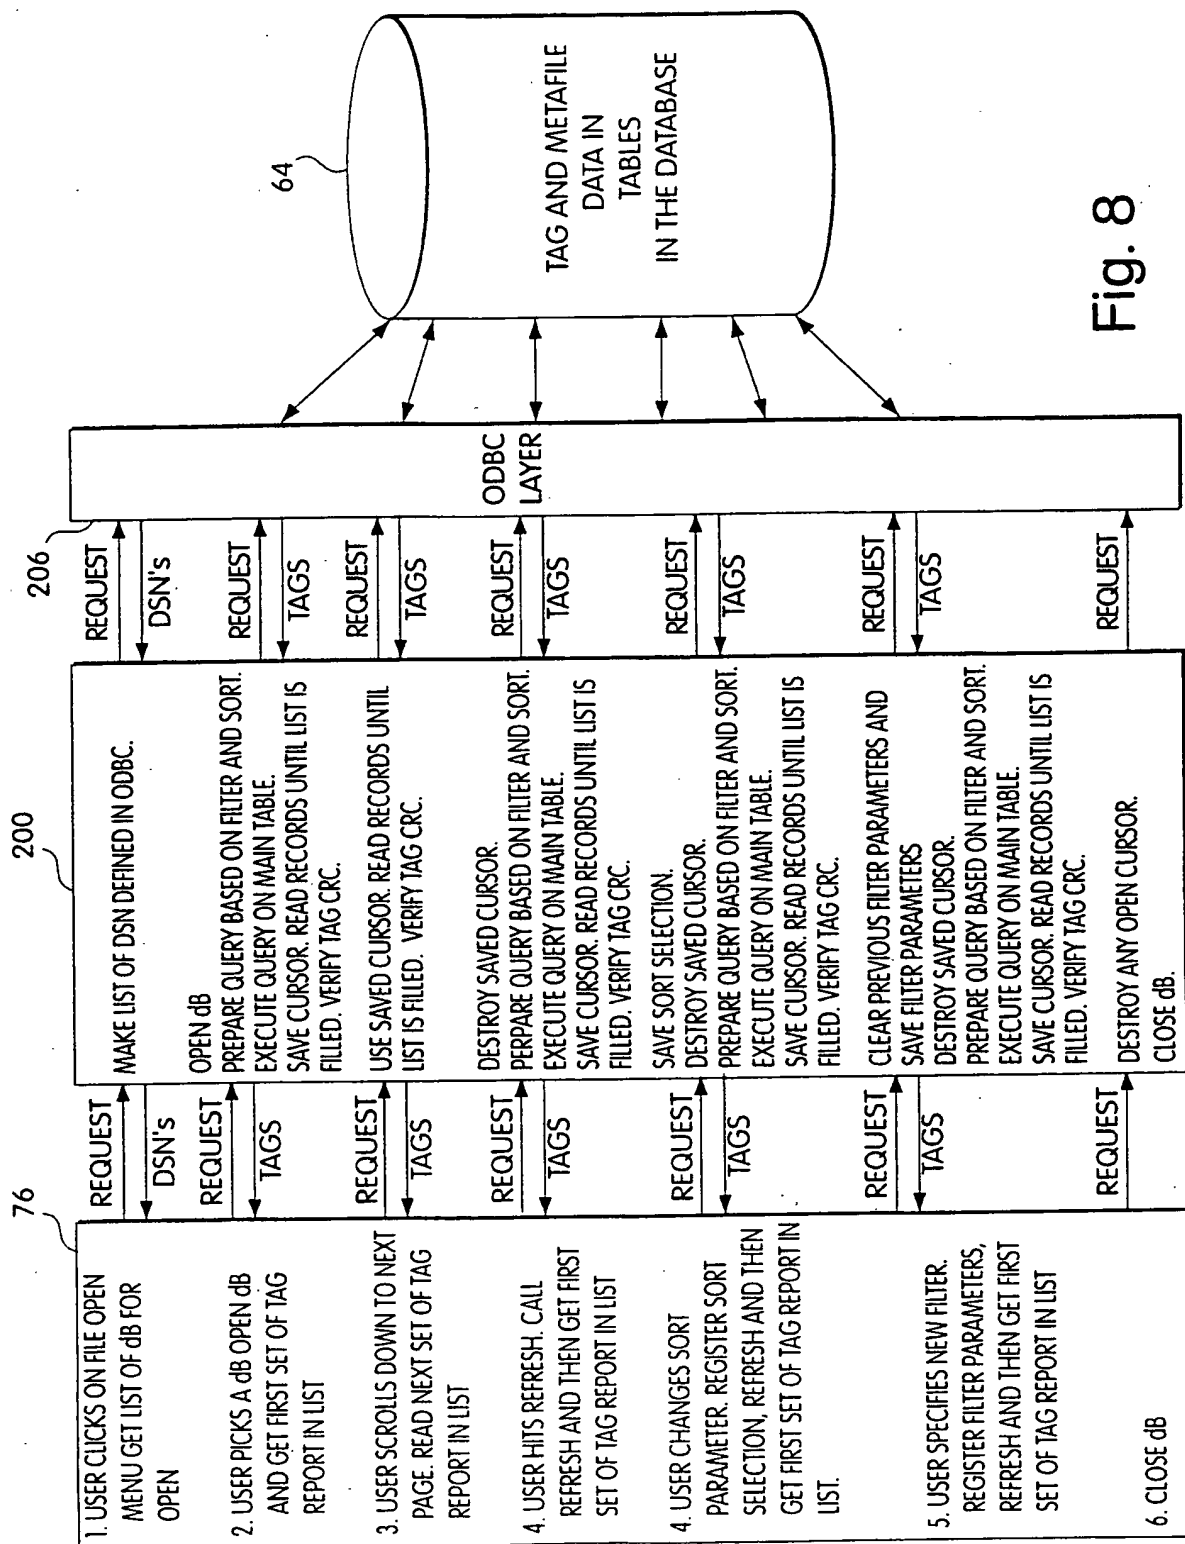 76
1. USER CLICKS ON FILE OPEN
MENU GET LIST OF dB FOR
OPEN
2. USER PICKS A dB OPEN dB
AND GET FIRST SET OF TAG
REPORT IN LIST
3. USER SCROLLS DOWN TO NEXT
PAGE. READ NEXT SET OF TAG
REPORT IN LIST
4. USER HITS REFRESH. CALL
REFRESH AND THEN GET FIRST
SET OF TAG REPORT IN LIST
4. USER CHANGES SORT
PARAMETER. REGISTER SORT
SELECTION, REFRESH AND THEN
GET FIRST SET OF TAG REPORT IN
LIST.
5. USER SPECIFIES NEW FILTER.
REGISTER FILTER PARAMETERS,
REFRESH AND THEN GET FIRST
SET OF TAG REPORT IN LIST
6. CLOSE dB
REQUEST
DSN's
REQUEST
TAGS
REQUEST
TAGS
REQUEST
TAGS
REQUEST
TAGS
REQUEST
TAGS
REQUEST
200
MAKE LIST OF DSN DEFINED IN ODBC.
OPEN dB
PREPARE QUERY BASED ON FILTER AND SORT.
EXECUTE QUERY ON MAIN TABLE.
SAVE CURSOR. READ RECORDS UNTIL LIST IS
FILLED. VERIFY TAG CRC.
USE SAVED CURSOR. READ RECORDS UNTIL
LIST IS FILLED. VERIFY TAG CRC.
DESTROY SAVED CURSOR.
PERPARE QUERY BASED ON FILTER AND SORT.
EXECUTE QUERY ON MAIN TABLE.
SAVE CURSOR. READ RECORDS UNTIL LIST IS
FILLED. VERIFY TAG CRC.
SAVE SORT SELECTION.
DESTROY SAVED CURSOR.
PREPARE QUERY BASED ON FILTER AND SORT.
EXECUTE QUERY ON MAIN TABLE.
SAVE CURSOR. READ RECORDS UNTIL LIST IS
FILLED. VERIFY TAG CRC.
CLEAR PREVIOUS FILTER PARAMETERS AND
SAVE FILTER PARAMETERS
DESTROY SAVED CURSOR.
PREPARE QUERY BASED ON FILTER AND SORT.
EXECUTE QUERY ON MAIN TABLE.
SAVE CURSOR. READ RECORDS UNTIL LIST IS
FILLED. VERIFY TAG CRC.
DESTROY ANY OPEN CURSOR.
CLOSE dB.
REQUEST
DSN's
REQUEST
TAGS
REQUEST
TAGS
REQUEST
TAGS
REQUEST
TAGS
REQUEST
TAGS
REQUEST
206
ODBC
LAYER
64
TAG AND METAFILE
DATA IN
TABLES
IN THE DATABASE
Fig. 8